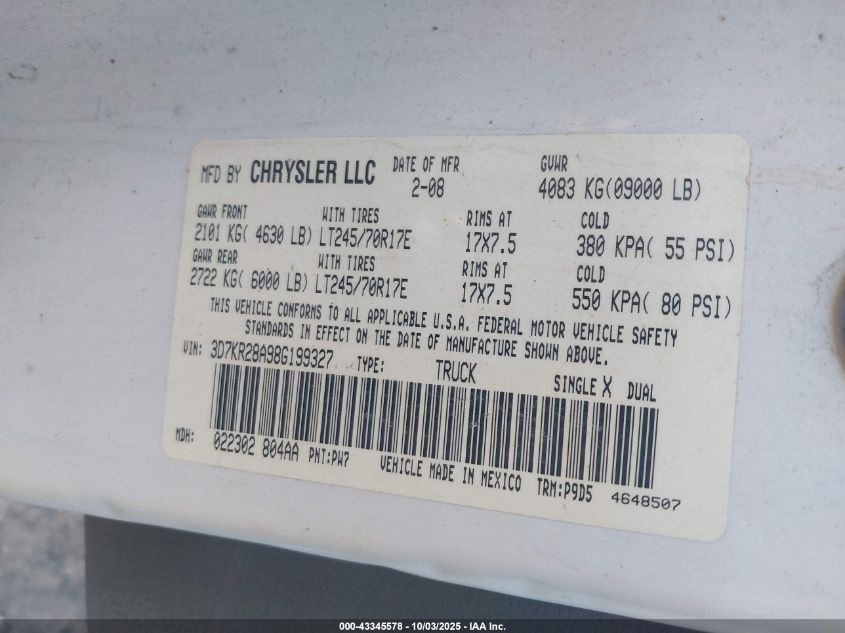 MFD BY CHRYSLER LLC DATE OF MFR 2-08 GVWR 4083 KG(09000 LB)
GAWR FRONT WITH TIRES RIMS AT COLD
2101 KG( 4630 LB) LT245/70R17E 17X7.5 380 KPA( 55 PSI)
GAWR REAR WITH TIRES RIMS AT COLD
2722 KG( 6000 LB) LT245/70R17E 17X7.5 550 KPA( 80 PSI)
THIS VEHICLE CONFORMS TO ALL APPLICABLE U.S.A. FEDERAL MOTOR VEHICLE SAFETY
STANDARDS IN EFFECT ON THE DATE OF MANUFACTURE SHOWN ABOVE.
VIN: 3D7KR28A98G199327 TYPE: TRUCK SINGLE X DUAL
MDH: 022302 804AA PNT:PW7 VEHICLE MADE IN MEXICO TRM:P9D5 4648507
000-43345578 - 10/03/2025 - IAA Inc.